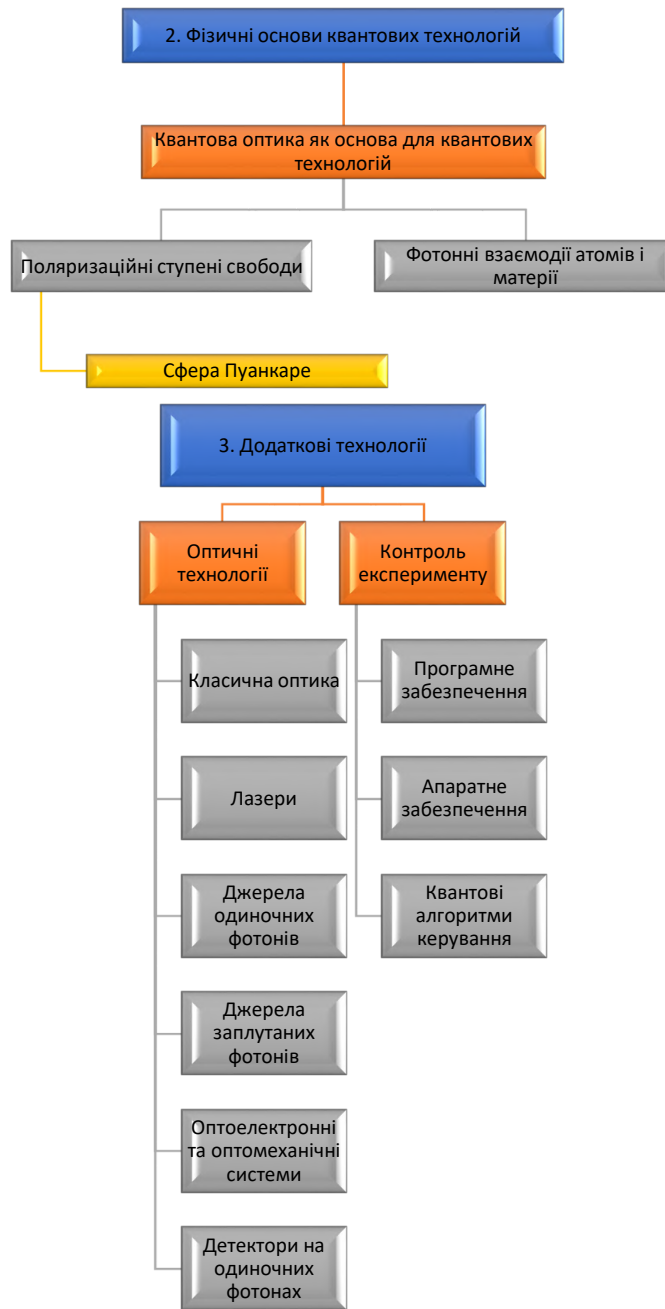 2. Фізичні основи квантових технологій
Квантова оптика як основа для квантових
технологій
Поляризаційні ступені свободи
Фотонні взаємодії атомів і
матерії
Сфера Пуанкаре
3. Додаткові технології
Оптичні
технології
Контроль
експерименту
Класична оптика
Програмне
забезпечення
Лазери
Апаратне
забезпечення
Джерела
одиночних
фотонів
Квантові
алгоритми
керування
Джерела
заплутаних
фотонів
Оптоелектронні
та оптомеханічні
системи
Детектори на
одиночних
фотонах